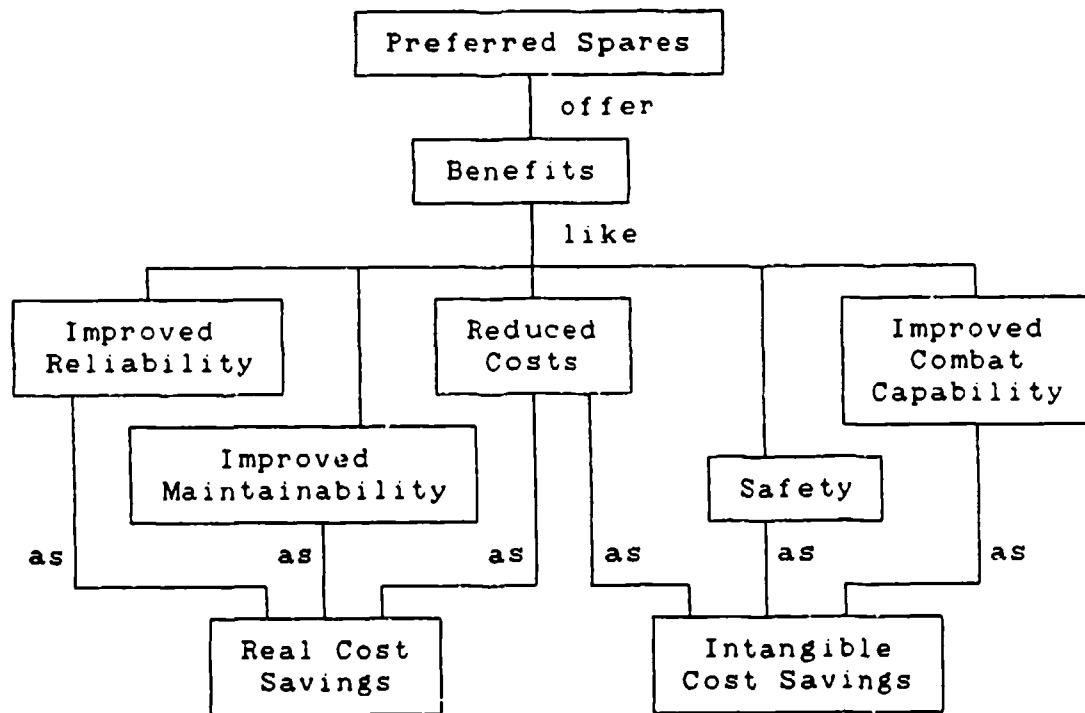 Preferred Spares
offer
Benefits
like
Improved
Reliability
Reduced
Costs
Improved
Combat
Capability
Improved
Maintainability
Safety
as
as
as
as
as
as
Real Cost
Savings
Intangible
Cost Savings